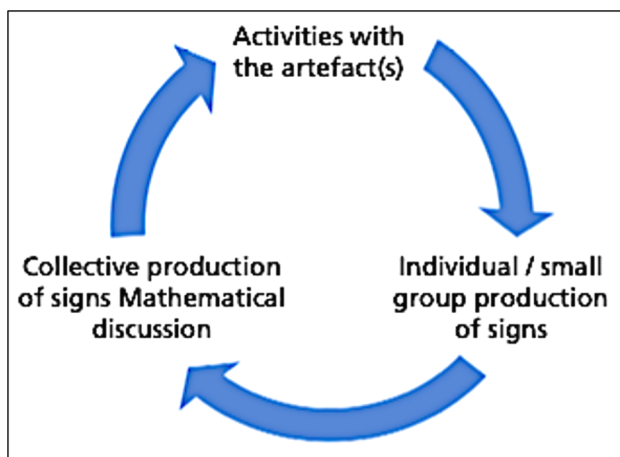 Activities with
the artefact(s)
Individual / small
group production
of signs
Collective production
of signs Mathematical
discussion